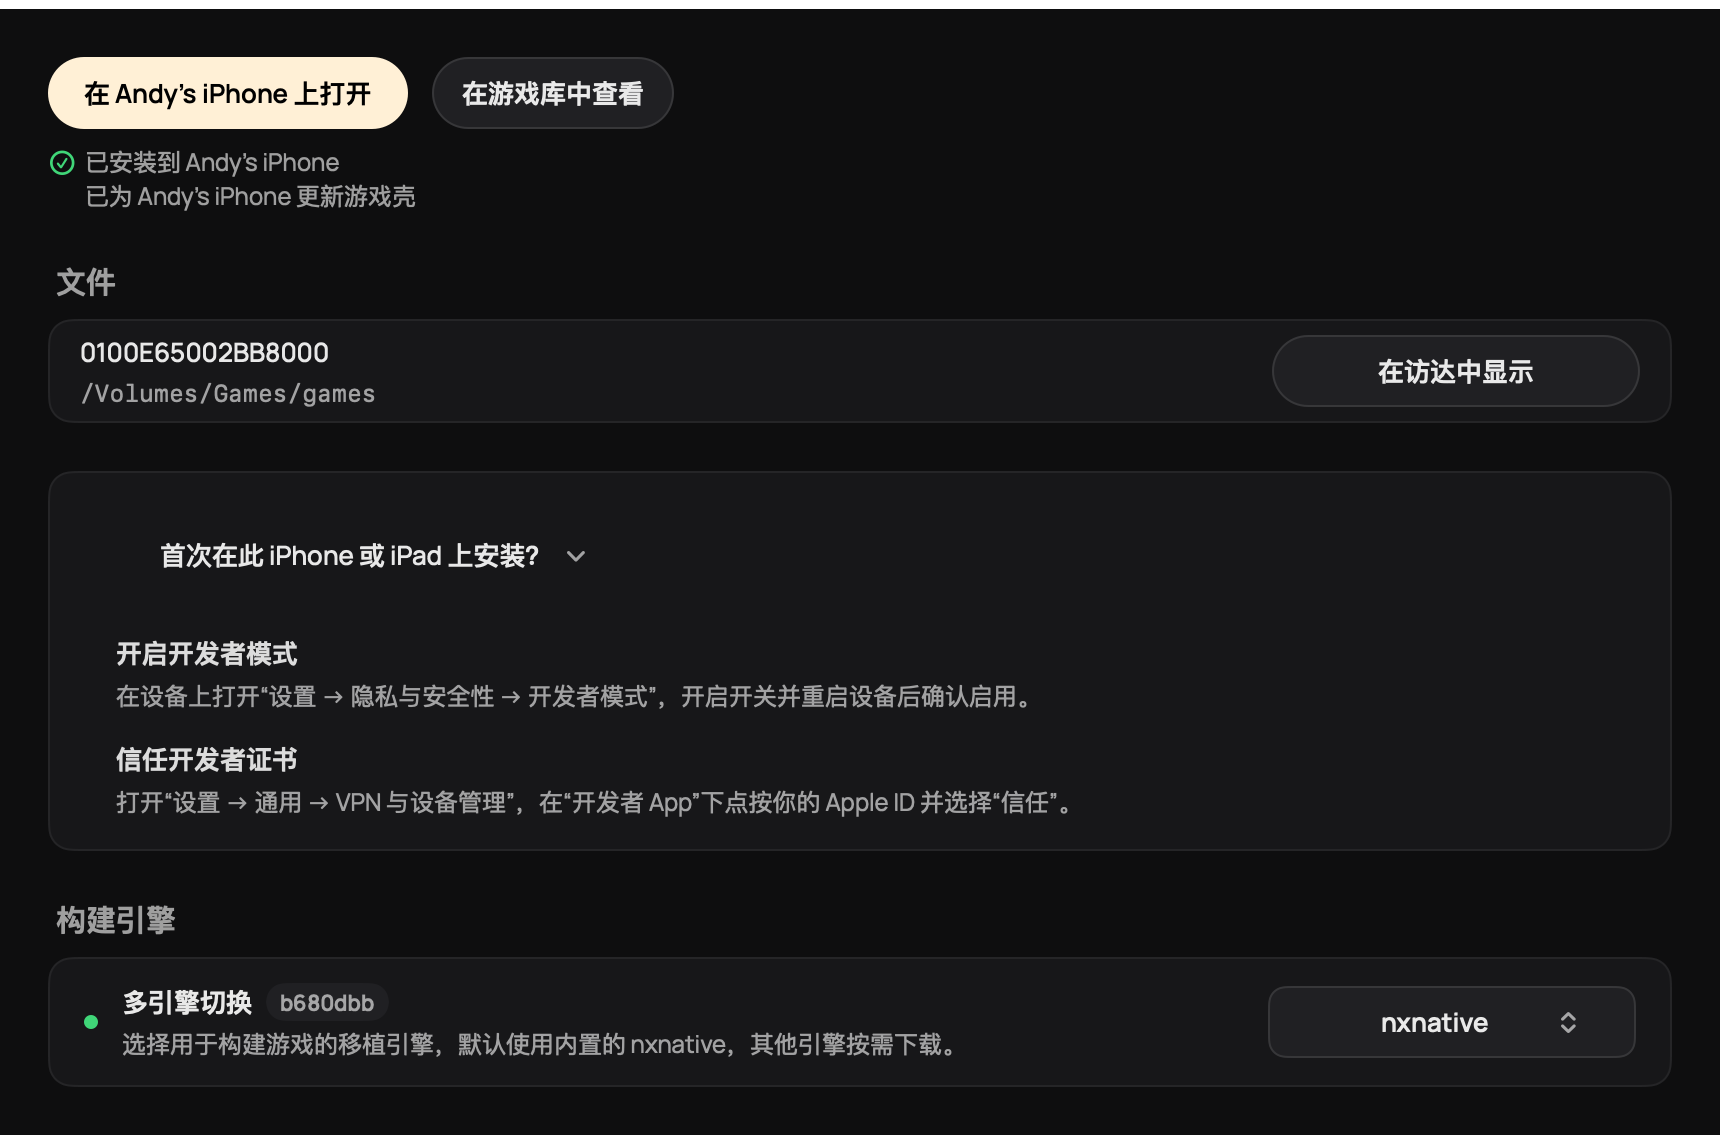 在 Andy's iPhone 上打开
在游戏库中查看
已安装到 Andy's iPhone
已为 Andy's iPhone 更新游戏壳
文件
0100E65002BB8000
/Volumes/Games/games
在访达中显示
首次在此 iPhone 或 iPad 上安装?
开启开发者模式
在设备上打开“设置 → 隐私与安全性 → 开发者模式”，开启开关并重启设备后确认启用。
信任开发者证书
打开“设置 → 通用 → VPN 与设备管理”，在“开发者 App”下点按你的 Apple ID 并选择“信任”。
构建引擎
多引擎切换 b680dbb
选择用于构建游戏的移植引擎，默认使用内置的 nxnative，其他引擎按需下载。
nxnative